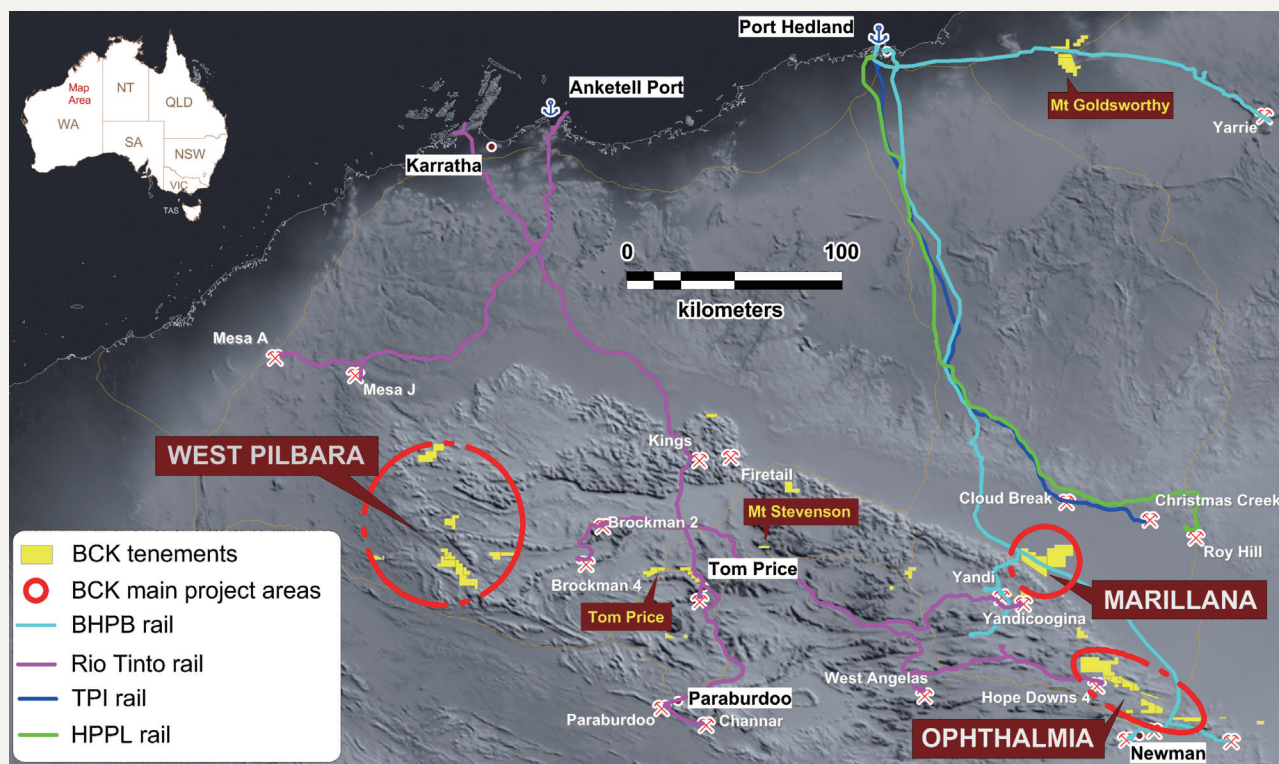 Port Hedland
Anketell Port
NT
Map
Area
QLD
WA
SA
NSW
VIC
TAS
Mt Goldsworthy
Yarrie
Karratha
0
100
kilometers
Mesa A
Mesa J
WEST PILBARA
Kings
Firetail
Cloud Break
Christmas Creek
Mt Stevenson
Brockman 2
Roy Hill
Tom Price
Brockman 4
Yandi
MARILLANA
Tom Price
Yandicoogina
West Angelas
Hope Downs 4
Paraburdoo
Paraburdoo
Channar
OPHTHALMIA
Newman
BCK tenements
BCK main project areas
BHPB rail
Rio Tinto rail
TPI rail
HPPL rail